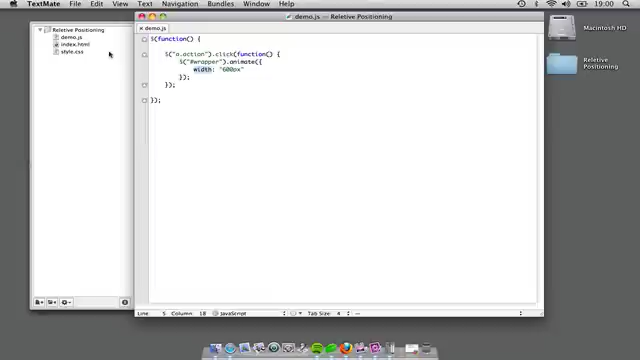 TextMate File Edit View Text Navigation Bundles Window Help 19:00
demo.js — Reletive Positioning
Reletive Positioning
demo.js
index.html
style.css
demo.js
$(function() {
$("a.action").click(function() {
$("#wrapper").animate({
width: "600px"
});
});
});
Line: 5 Column: 18 JavaScript Tab Size: 4
Macintosh HD
Reletive
Positioning